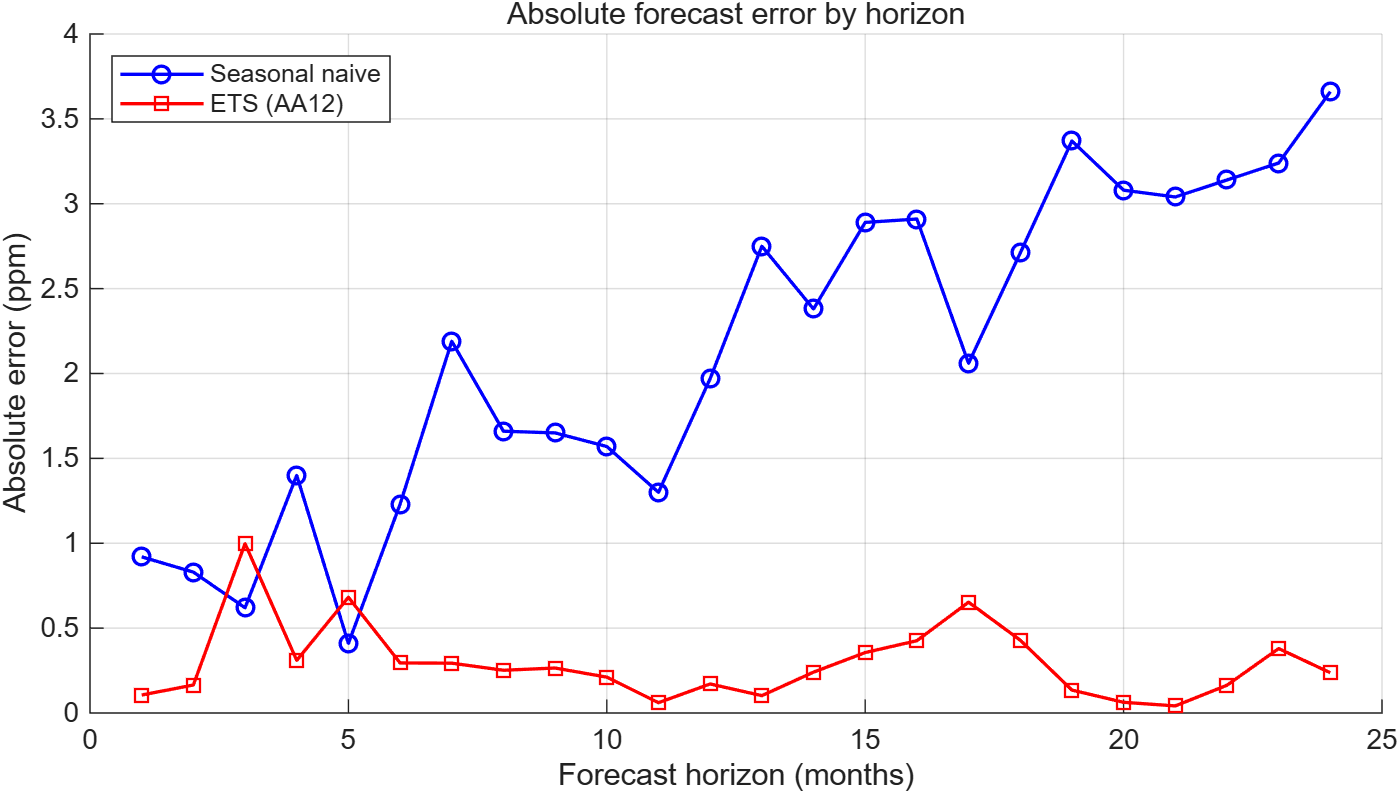 Absolute forecast error by horizon
Seasonal naive
ETS (AA12)
Absolute error (ppm)
4
3.5
3
2.5
2
1.5
1
0.5
0
0 5 10 15 20 25
Forecast horizon (months)